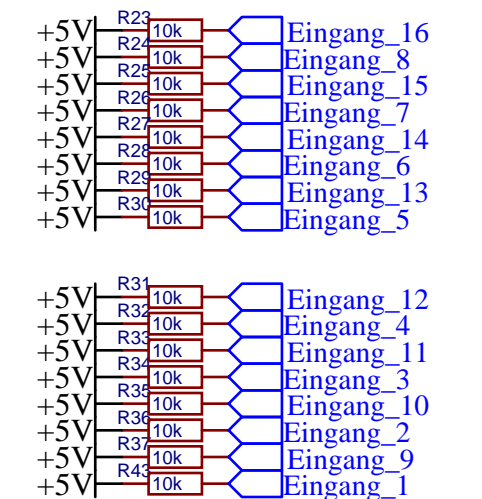 +5V R23 10k Eingang_16
+5V R24 10k Eingang_8
+5V R25 10k Eingang_15
+5V R26 10k Eingang_7
+5V R27 10k Eingang_14
+5V R28 10k Eingang_6
+5V R29 10k Eingang_13
+5V R30 10k Eingang_5
+5V R31 10k Eingang_12
+5V R32 10k Eingang_4
+5V R33 10k Eingang_11
+5V R34 10k Eingang_3
+5V R35 10k Eingang_10
+5V R36 10k Eingang_2
+5V R37 10k Eingang_9
+5V R43 10k Eingang_1